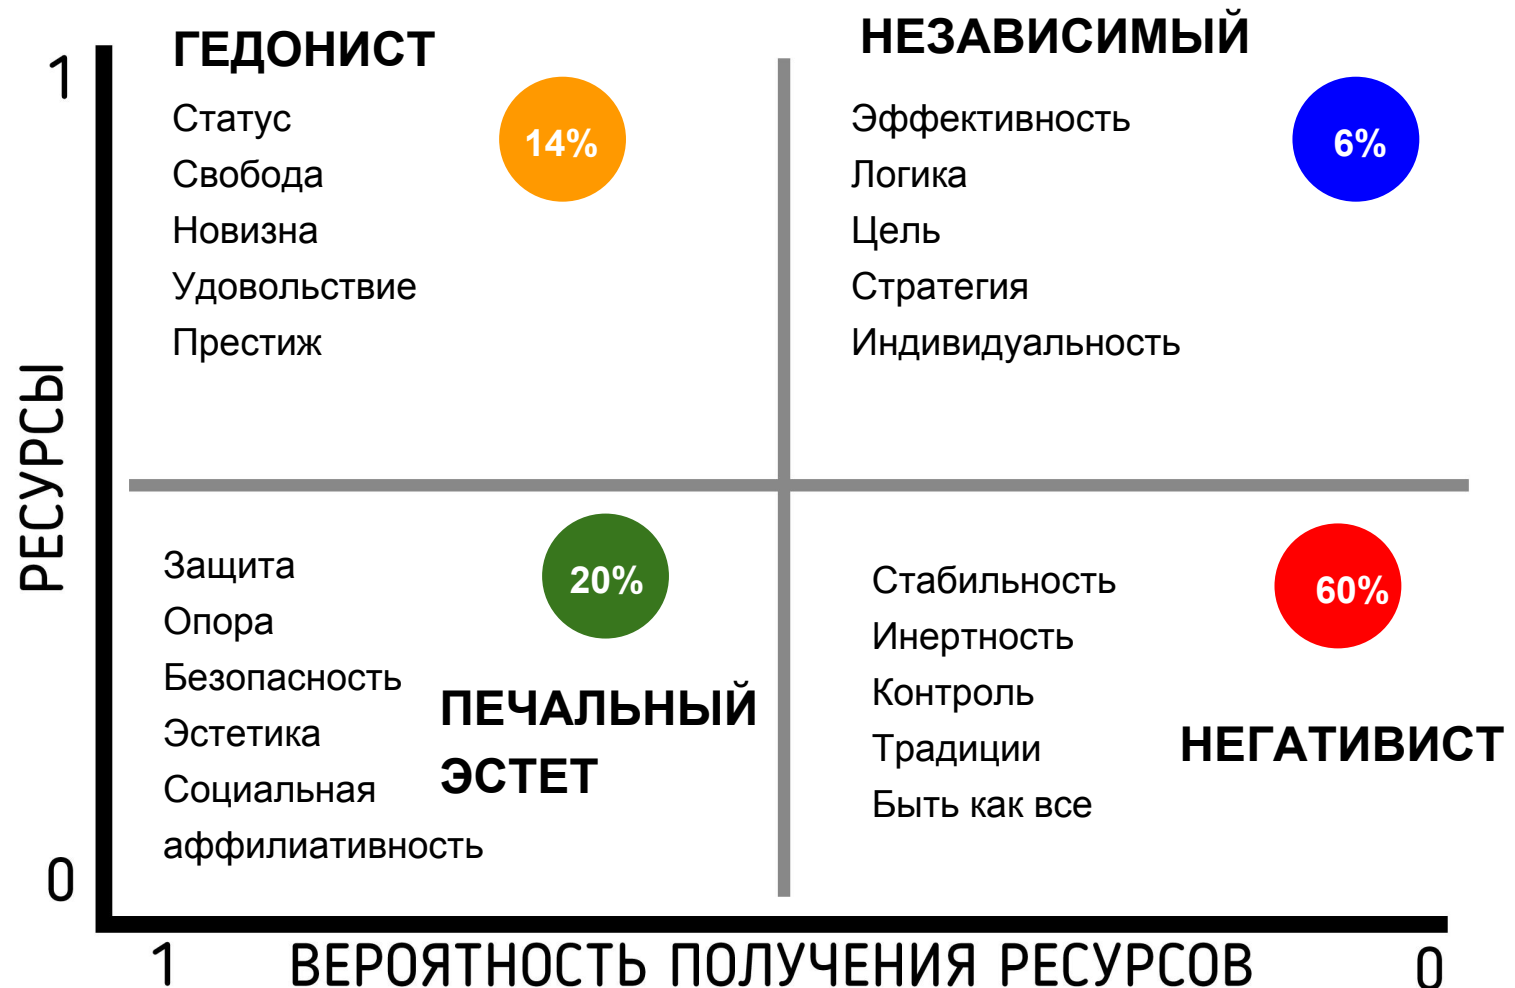 ГЕДОНИСТ
Статус
Свобода
Новизна
Удовольствие
Престиж
14%
НЕЗАВИСИМЫЙ
Эффективность
Логика
Цель
Стратегия
Индивидуальность
6%
1
РЕСУРСЫ
0
Защита
Опора
Безопасность
Эстетика
Социальная
аффилиативность
20%
ПЕЧАЛЬНЫЙ
ЭСТЕТ
Стабильность
Инертность
Контроль
Традиции
Быть как все
60%
НЕГАТИВИСТ
1 ВЕРОЯТНОСТЬ ПОЛУЧЕНИЯ РЕСУРСОВ 0